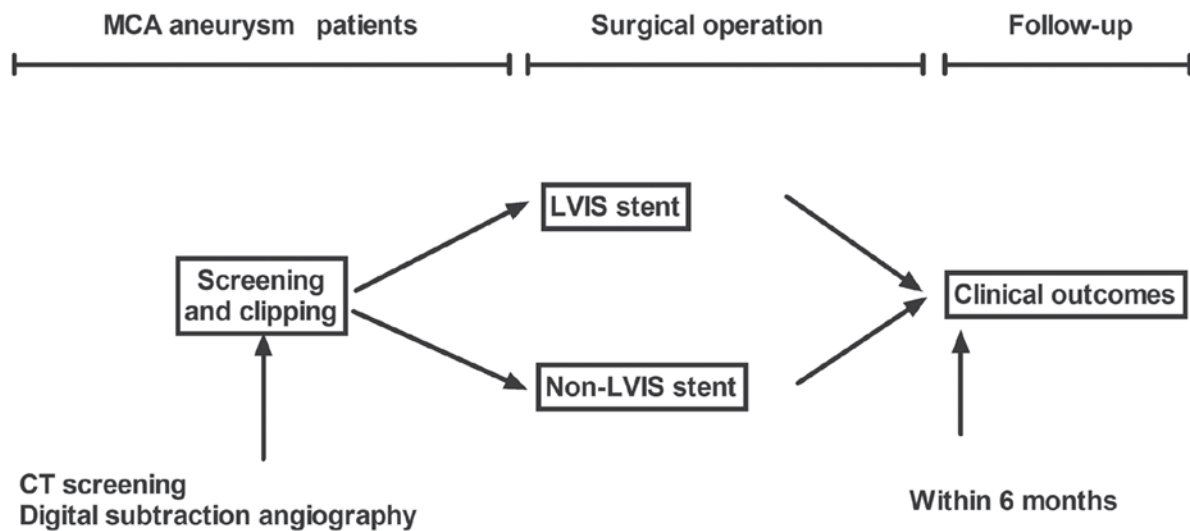 MCA aneurysm patients
Surgical operation
Follow-up
LVIS stent
Screening
and clipping
Clinical outcomes
Non-LVIS stent
CT screening
Digital subtraction angiography
Within 6 months